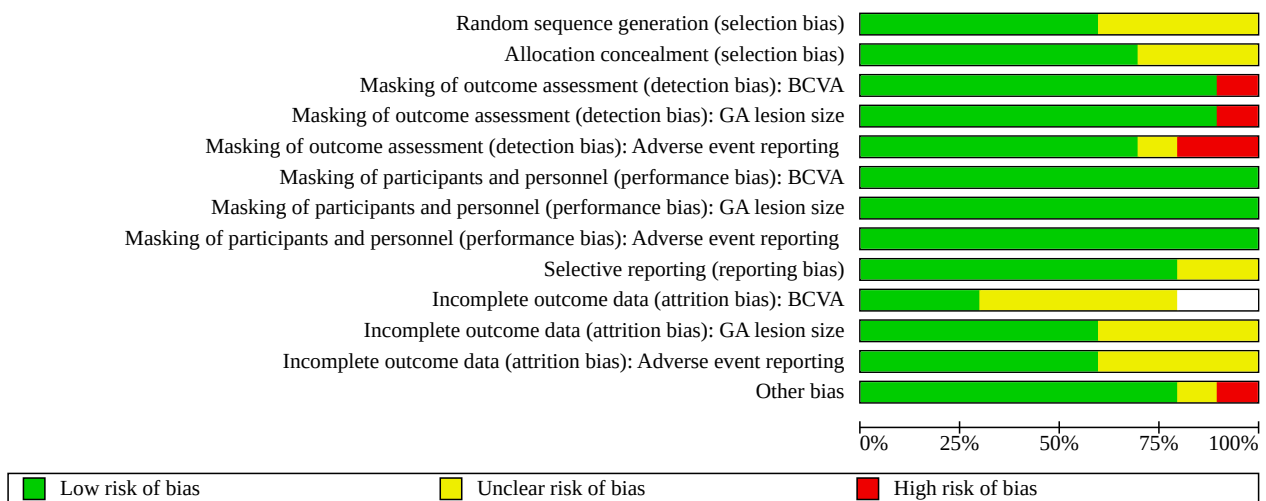 Random sequence generation (selection bias)
Allocation concealment (selection bias)
Masking of outcome assessment (detection bias): BCVA
Masking of outcome assessment (detection bias): GA lesion size
Masking of outcome assessment (detection bias): Adverse event reporting
Masking of participants and personnel (performance bias): BCVA
Masking of participants and personnel (performance bias): GA lesion size
Masking of participants and personnel (performance bias): Adverse event reporting
Selective reporting (reporting bias)
Incomplete outcome data (attrition bias): BCVA
Incomplete outcome data (attrition bias): GA lesion size
Incomplete outcome data (attrition bias): Adverse event reporting
Other bias
0% 25% 50% 75% 100%
Low risk of bias Unclear risk of bias High risk of bias